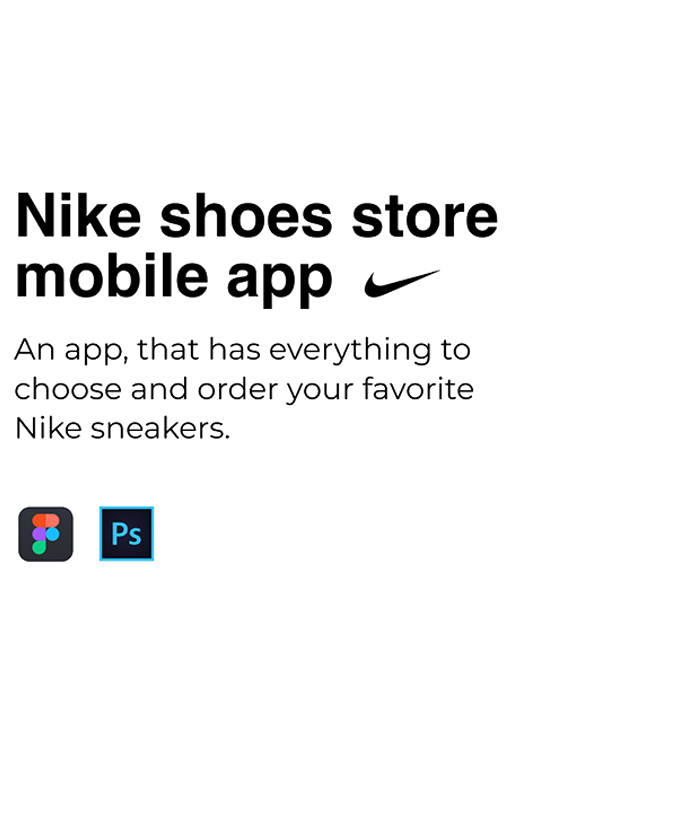 Nike shoes store
mobile app
An app, that has everything to
choose and order your favorite
Nike sneakers.
Ps